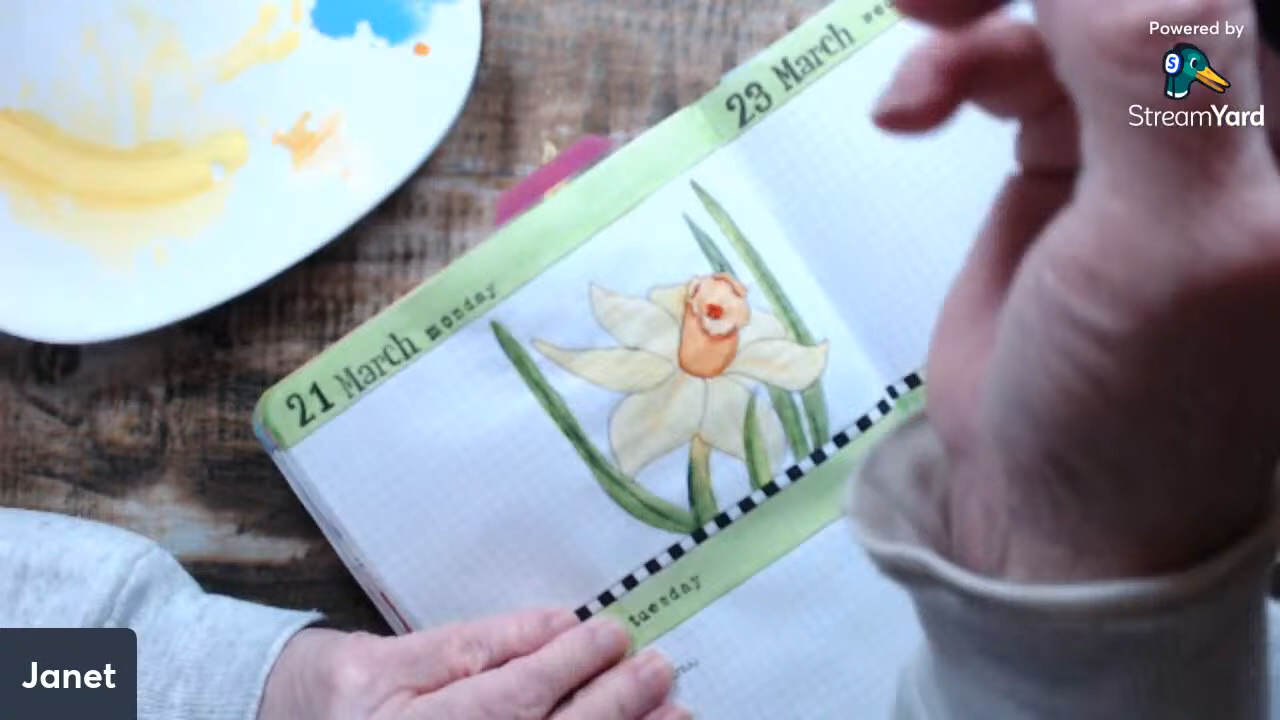 Powered by
StreamYard
23 March
21 March monday
tuesday
Janet